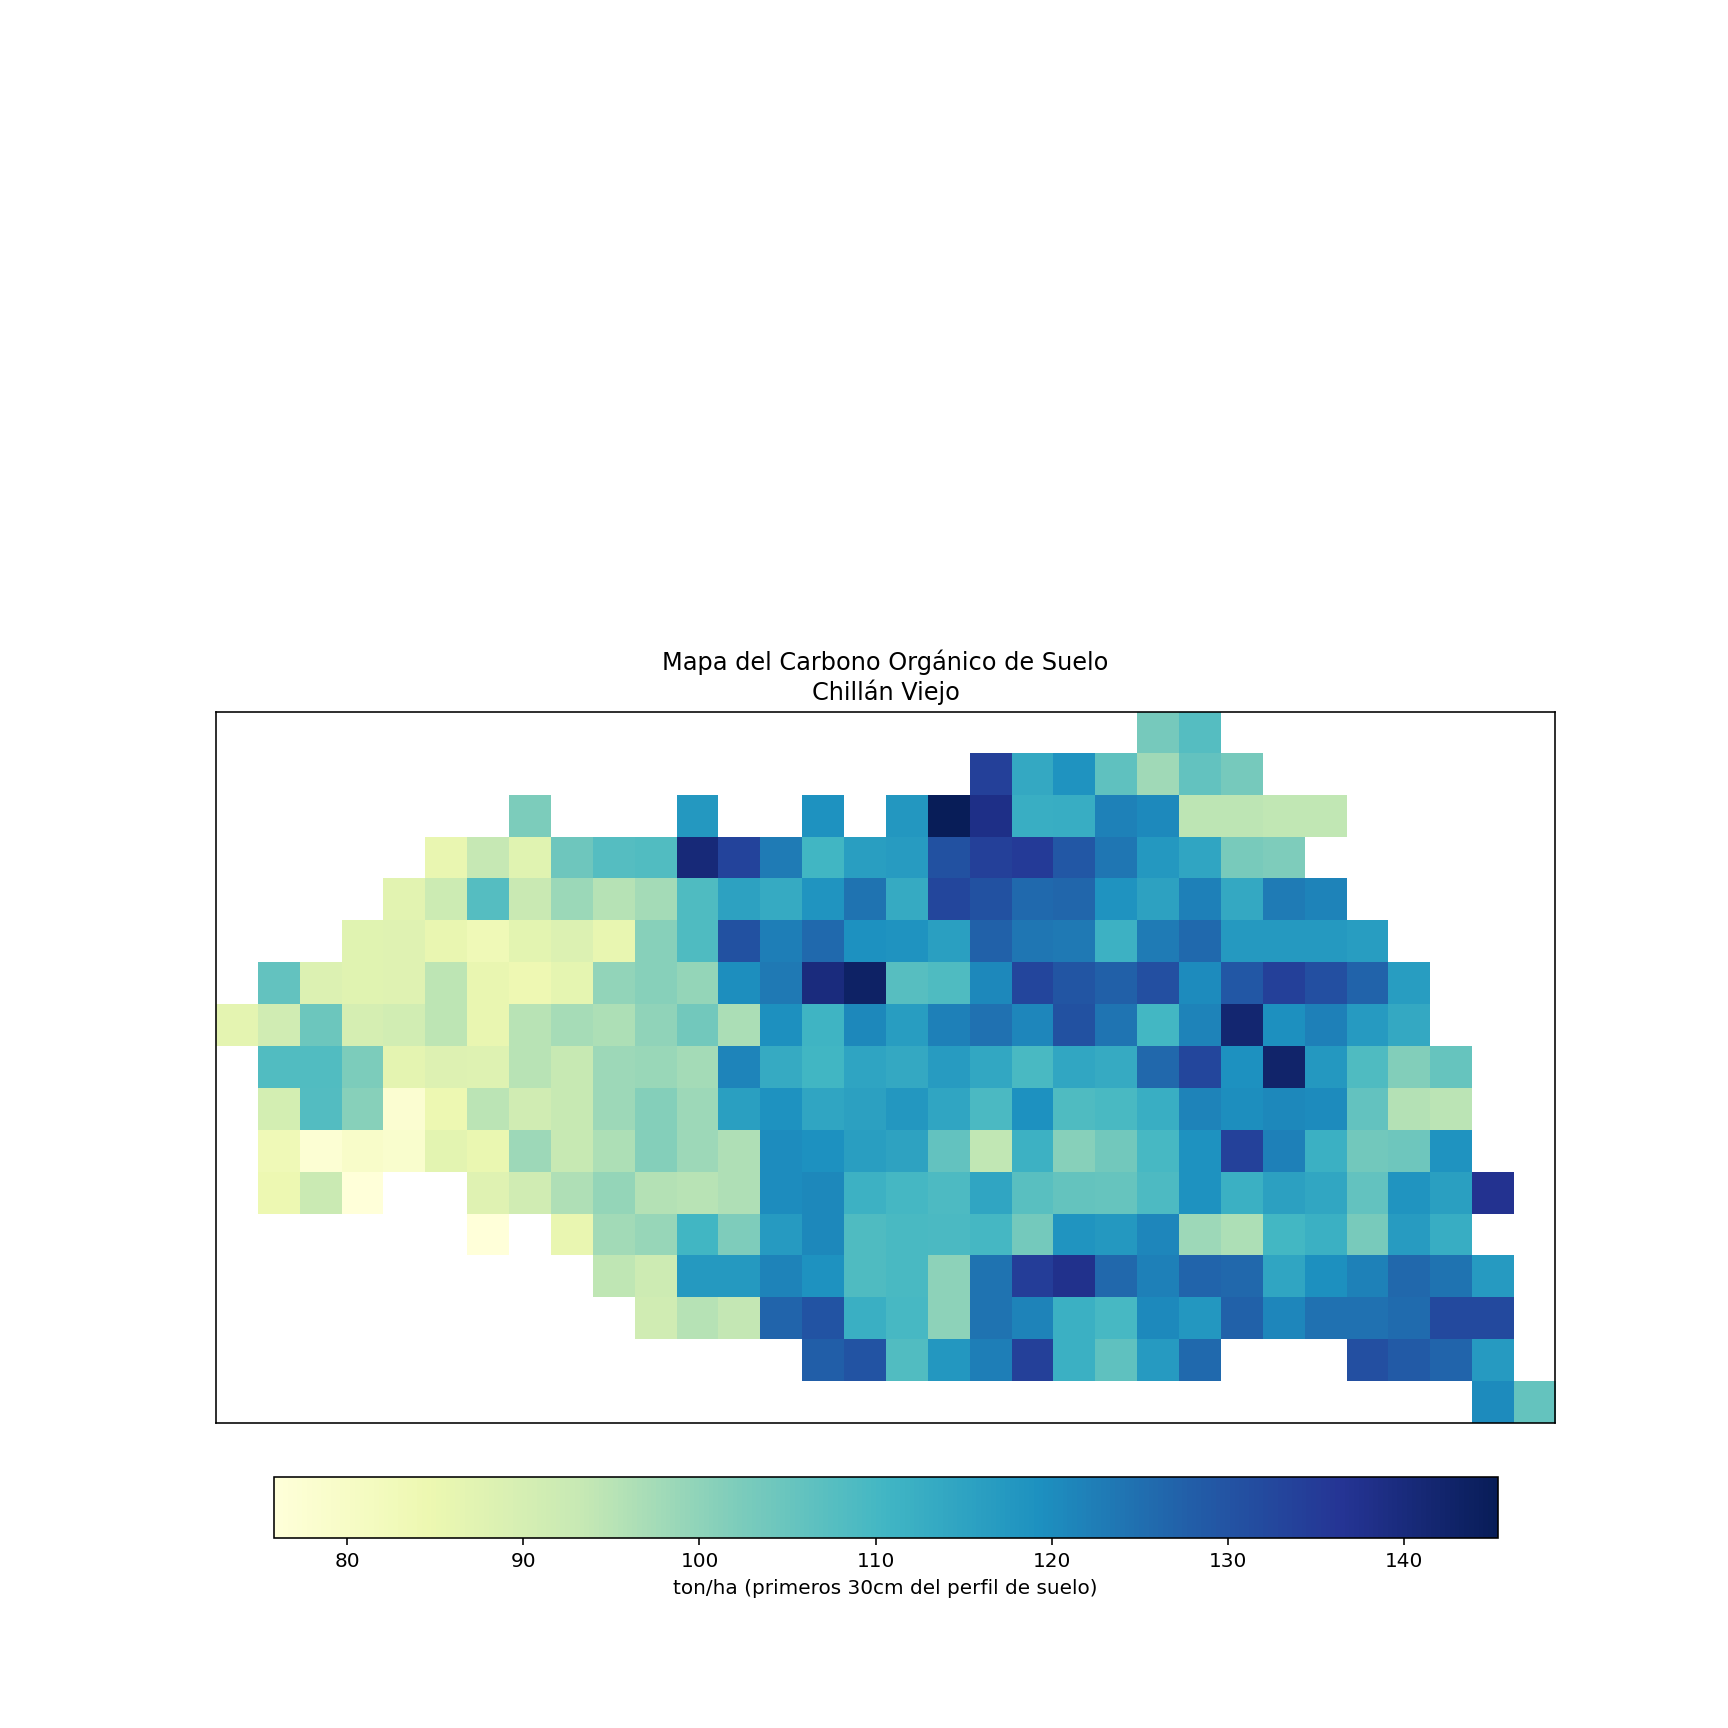 Mapa del Carbono Orgánico de Suelo
Chillán Viejo
80 90 100 110 120 130 140
ton/ha (primeros 30cm del perfil de suelo)